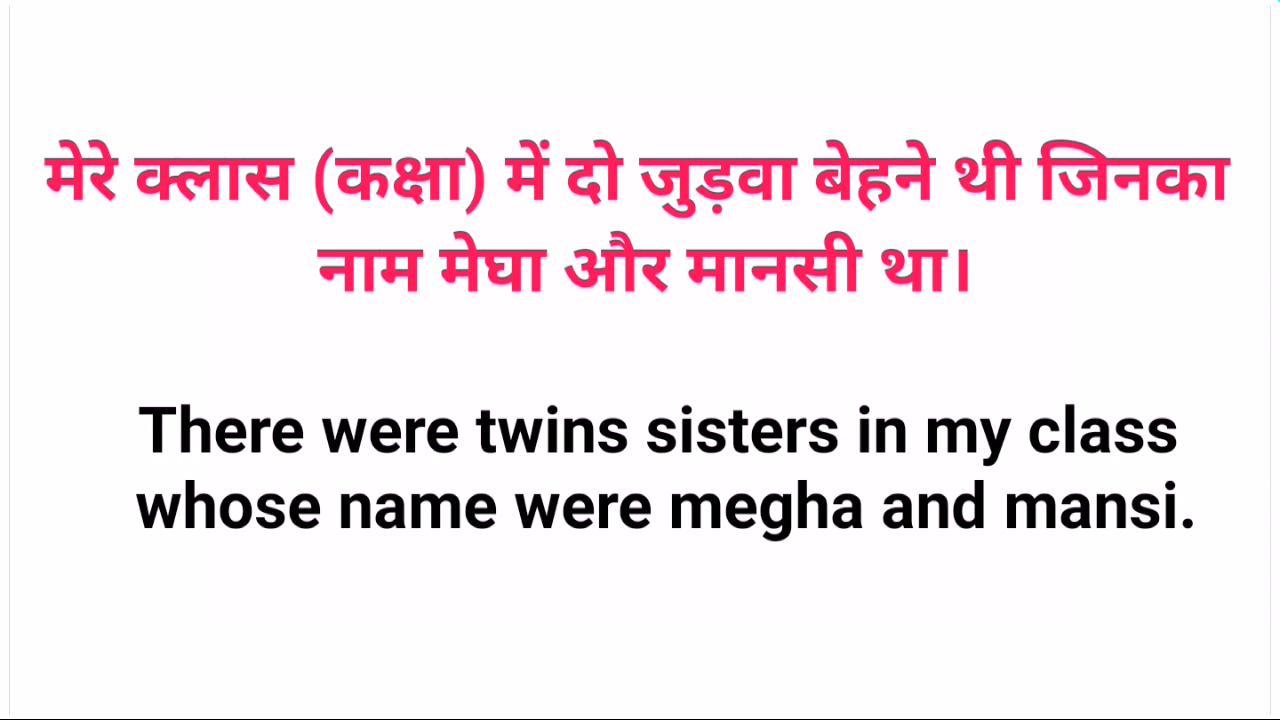 मेरे क्लास (कक्षा) में दो जुड़वा बेहने थी जिनका
नाम मेघा और मानसी था।
There were twins sisters in my class
whose name were megha and mansi.